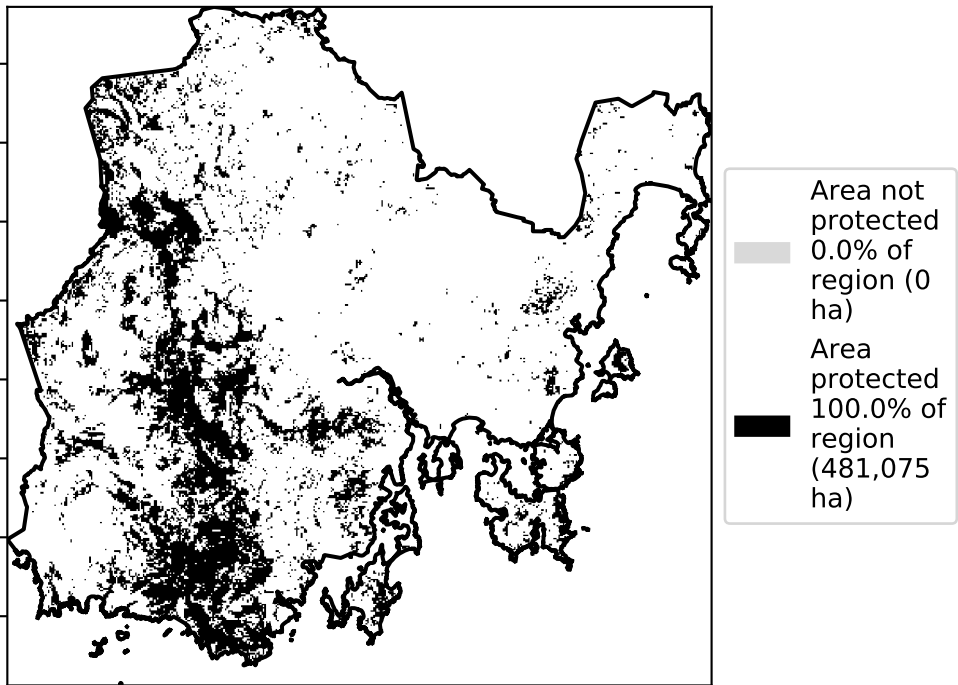 Area not
protected
0.0% of
region (0
ha)
Area
protected
100.0% of
region
(481,075
ha)